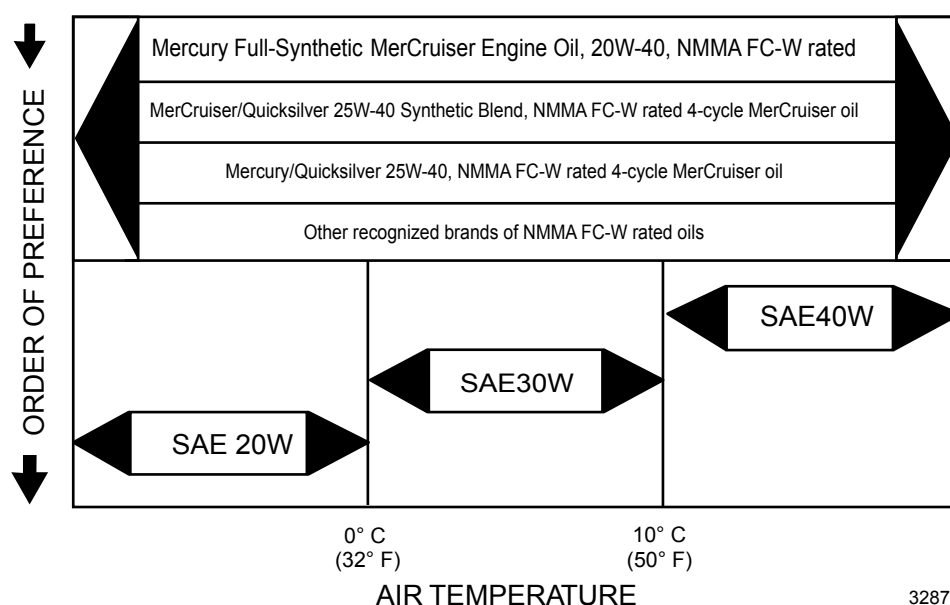 ORDER OF PREFERENCE
Mercury Full-Synthetic MerCruiser Engine Oil, 20W-40, NMMA FC-W rated
MerCruiser/Quicksilver 25W-40 Synthetic Blend, NMMA FC-W rated 4-cycle MerCruiser oil
Mercury/Quicksilver 25W-40, NMMA FC-W rated 4-cycle MerCruiser oil
Other recognized brands of NMMA FC-W rated oils
SAE40W
SAE30W
SAE 20W
0° C
(32° F)
10° C
(50° F)
AIR TEMPERATURE
3287